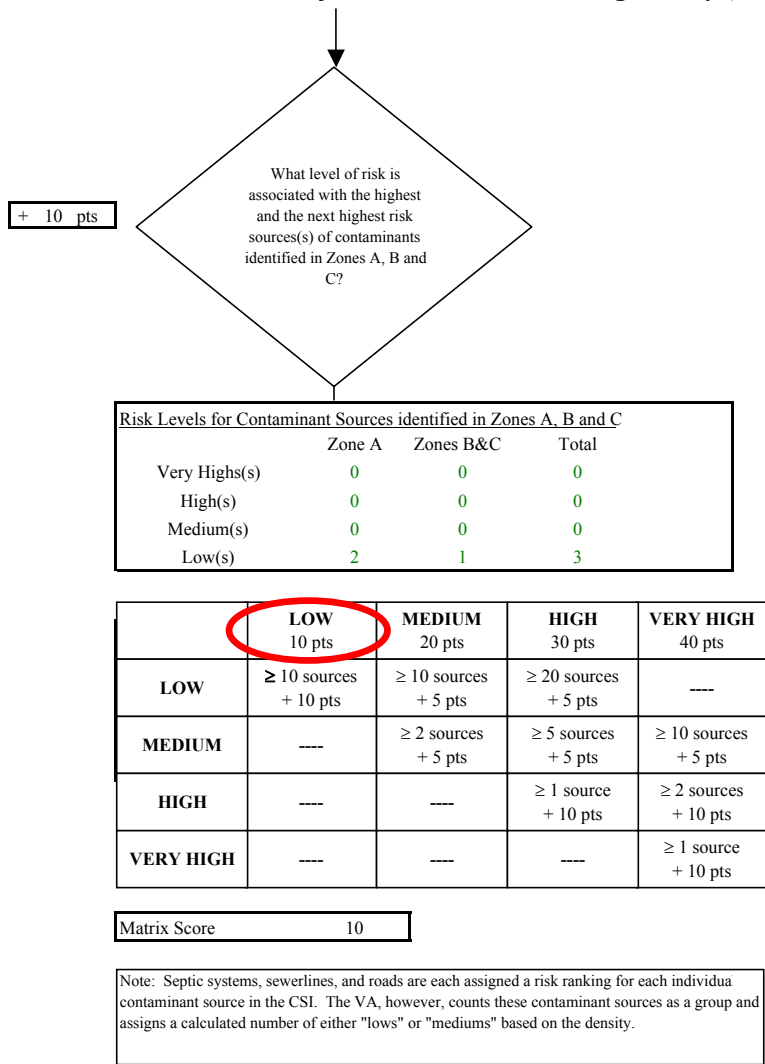 What level of risk is
associated with the highest
and the next highest risk
sources(s) of contaminants
identified in Zones A, B and
C?
+ 10 pts
Risk Levels for Contaminant Sources identified in Zones A, B and C
Zone A Zones B&C Total
Very Highs(s) 0 0 0
High(s) 0 0 0
Medium(s) 0 0 0
Low(s) 2 1 3
LOW MEDIUM HIGH VERY HIGH
10 pts 20 pts 30 pts 40 pts
LOW ≥ 10 sources ≥ 10 sources ≥ 20 sources ----
+ 10 pts + 5 pts + 5 pts
MEDIUM ---- ≥ 2 sources ≥ 5 sources ≥ 10 sources
+ 5 pts + 5 pts + 5 pts
HIGH ---- ---- ≥ 1 source ≥ 2 sources
+ 10 pts + 10 pts
VERY HIGH ---- ---- ---- ≥ 1 source
+ 10 pts
Matrix Score 10
Note: Septic systems, sewerlines, and roads are each assigned a risk ranking for each individua
contaminant source in the CSI. The VA, however, counts these contaminant sources as a group and
assigns a calculated number of either "lows" or "mediums" based on the density.